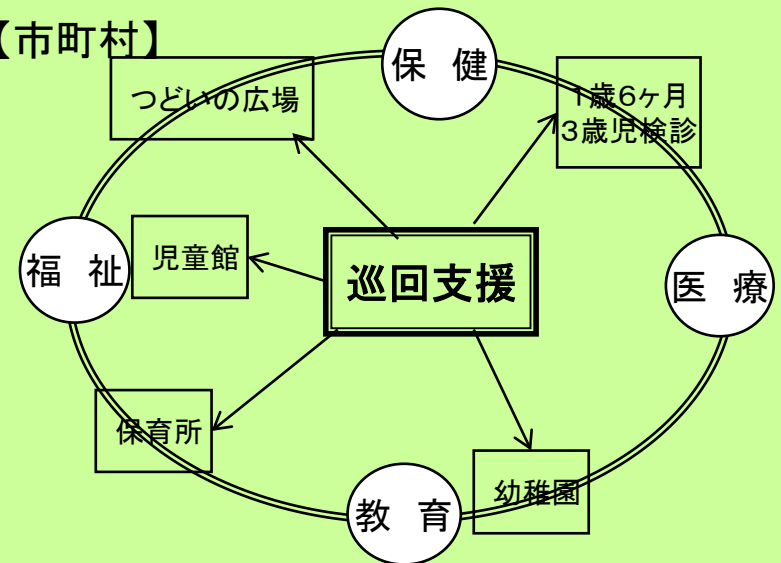 【市町村】
保 健
つどいの広場
1歳6ヶ月
3歳児検診
福 祉
児童館
巡回支援
医 療
保育所
幼稚園
教 育